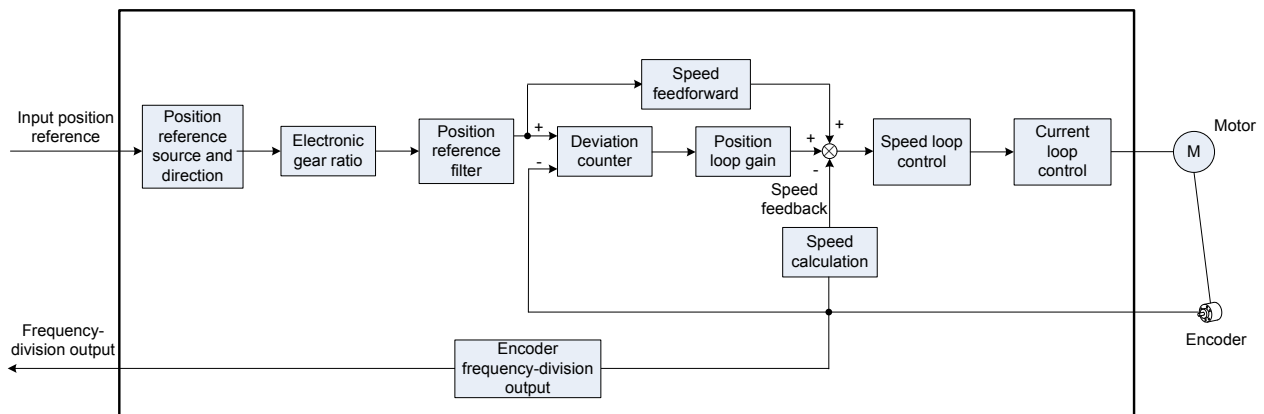 Input position
reference
Position
reference
source and
direction
Electronic
gear ratio
Position
reference
filter
+
-
Deviation
counter
Speed
feedforward
Position
loop gain
+
+
-
Speed
feedback
Speed
calculation
Speed loop
control
Current
loop
control
Motor
M
Encoder
Frequency-
division output
Encoder
frequency-division
output